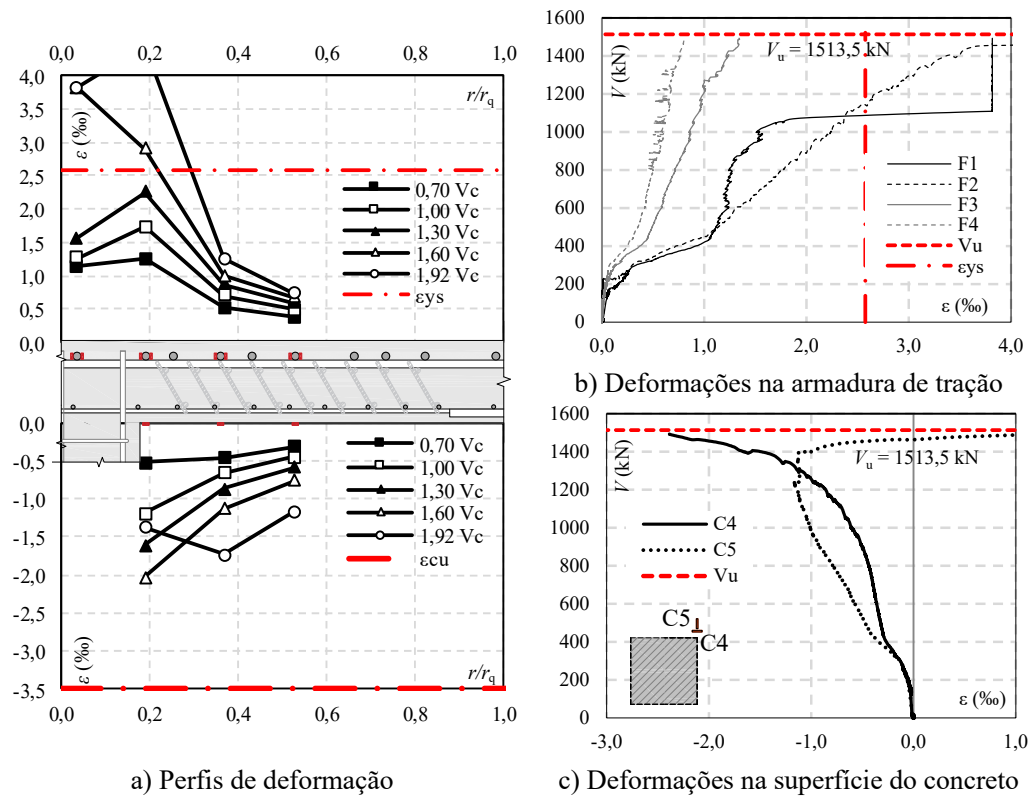 0,0 0,2 0,4 0,6 0,8 1,0
4,0
3,5
3,0
2,5
2,0
1,5
1,0
0,5
0,0
ε (‰)
r/rq
0,70 Vc
1,00 Vc
1,30 Vc
1,60 Vc
1,92 Vc
εys
0,0
-0,5
-1,0
-1,5
-2,0
-2,5
-3,0
-3,5
0,70 Vc
1,00 Vc
1,30 Vc
1,60 Vc
1,92 Vc
εcu
ε (‰)
r/rq
0,0 0,2 0,4 0,6 0,8 1,0
a) Perfis de deformação
1600
1400
1200
1000
800
600
400
200
0
V (kN)
Vu = 1513,5 kN
F1
F2
F3
F4
Vu
εys
ε (‰)
0,0 1,0 2,0 3,0 4,0
b) Deformações na armadura de tração
1600
1400
1200
1000
800
600
400
200
0
V (kN)
Vu = 1513,5 kN
C4
C5
Vu
C5
C4
ε (‰)
-3,0 -2,0 -1,0 0,0 1,0
c) Deformações na superfície do concreto